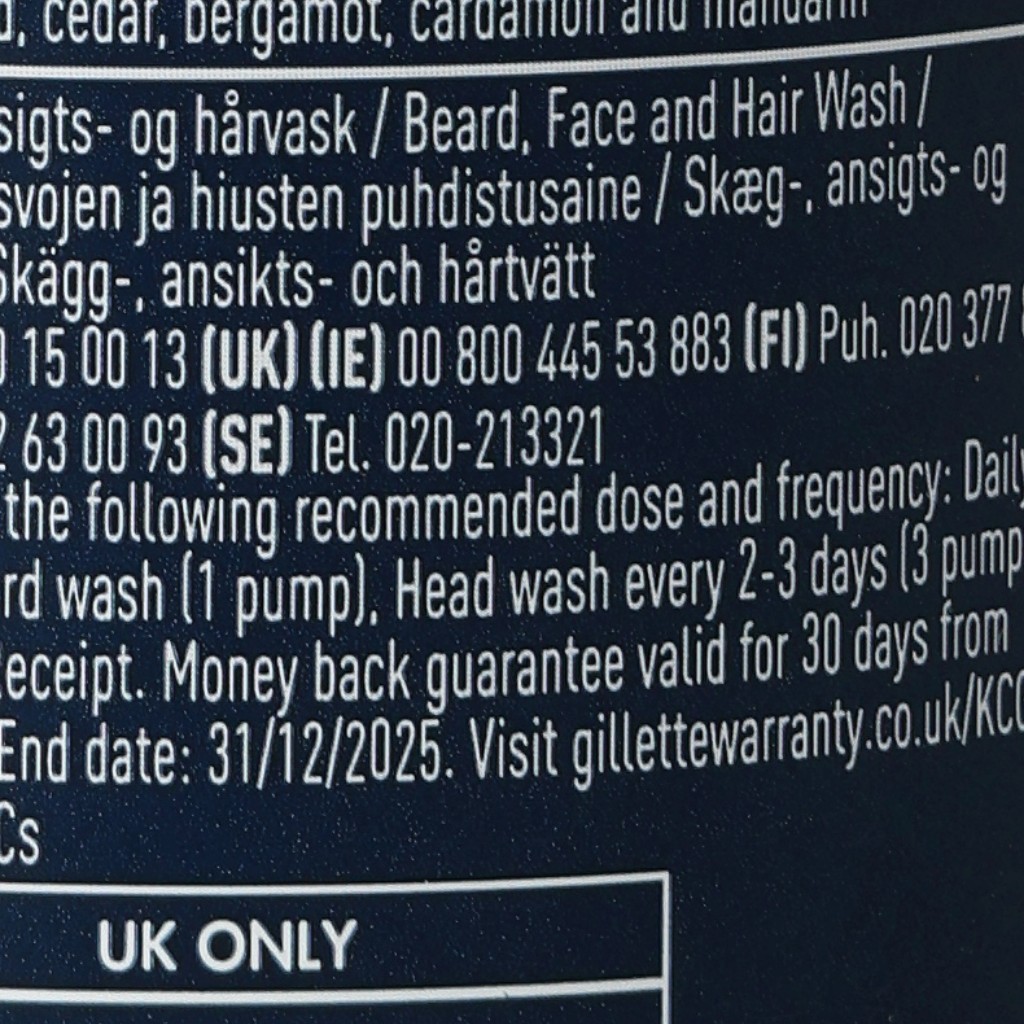 cedar, bergamot, cardamon and mandarin
sigts- og hårvask / Beard, Face and Hair Wash /
svojen ja hiusten puhdistusaine / Skæg-, ansigts- og
Skägg-, ansikts- och hårtvätt
15 00 13 (UK) (IE) 00 800 445 53 883 (FI) Puh. 020 377
63 00 93 (SE) Tel. 020-213321
the following recommended dose and frequency: Daily
rd wash (1 pump), Head wash every 2-3 days (3 pump
Receipt. Money back guarantee valid for 30 days from
End date: 31/12/2025. Visit gillettewarranty.co.uk/KCG
Cs
UK ONLY